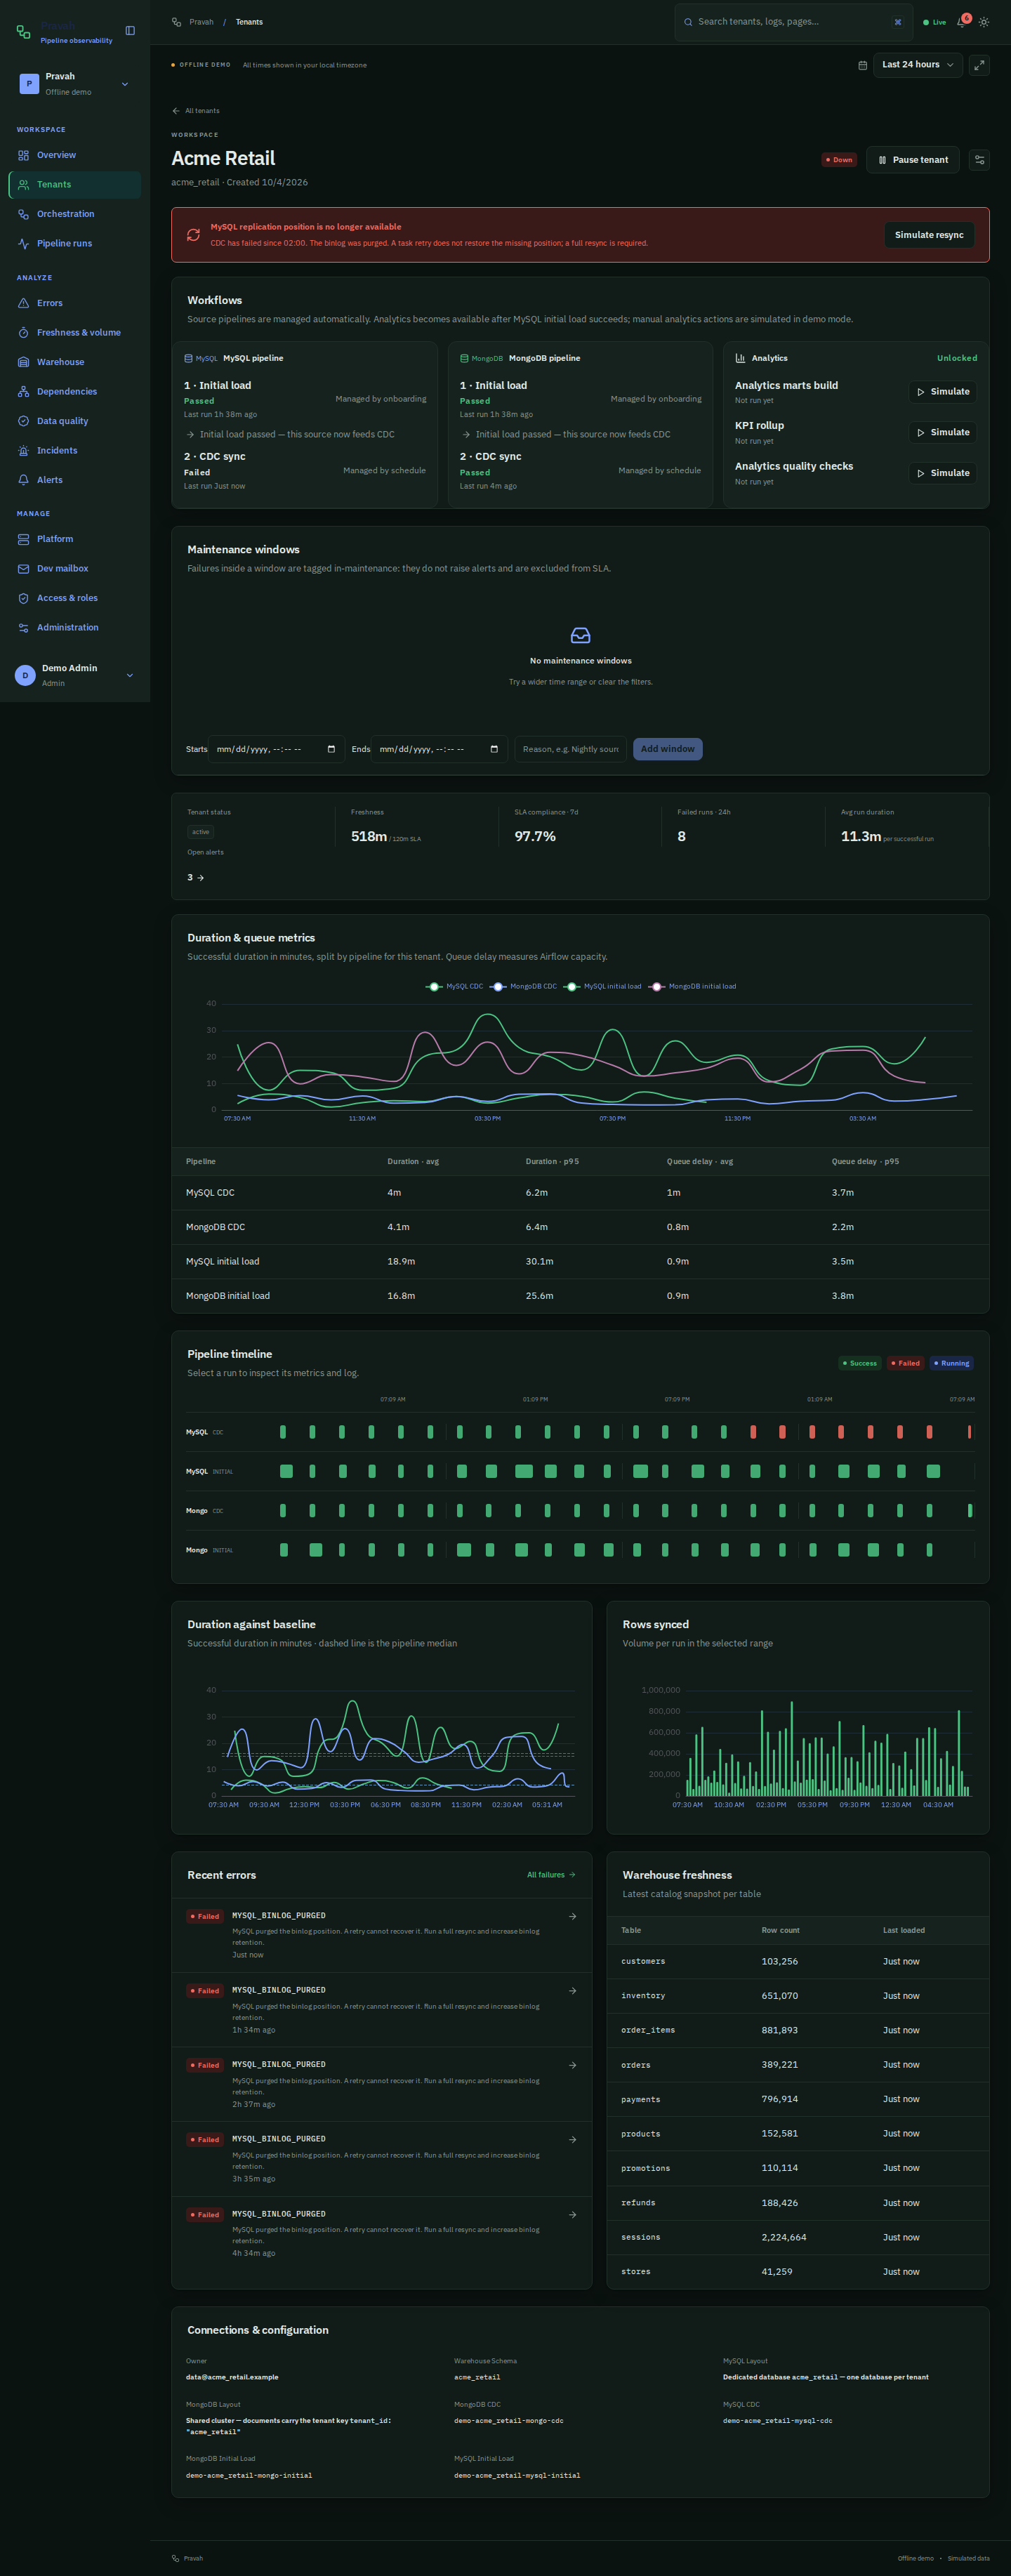 Pravah
Pipeline observability
Pravah
Offline demo
WORKSPACE
Overview
Tenants
Orchestration
Pipeline runs
ANALYZE
Errors
Freshness & volume
Warehouse
Dependencies
Data quality
Incidents
Alerts
MANAGE
Platform
Dev mailbox
Access & roles
Administration
D Demo Admin
Admin
Pravah / Tenants
Search tenants, logs, pages...
⌘
Live
6
OFFLINE DEMO All times shown in your local timezone
Last 24 hours
All tenants
WORKSPACE
Acme Retail
acme_retail · Created 10/4/2026
Down
Pause tenant
MySQL replication position is no longer available
CDC has failed since 02:00. The binlog was purged. A task retry does not restore the missing position; a full resync is required.
Simulate resync
Workflows
Source pipelines are managed automatically. Analytics becomes available after MySQL initial load succeeds; manual analytics actions are simulated in demo mode.
MySQL MySQL pipeline
1 · Initial load
Passed
Last run 1h 38m ago
Managed by onboarding
Initial load passed — this source now feeds CDC
2 · CDC sync
Failed
Last run Just now
Managed by schedule
MongoDB MongoDB pipeline
1 · Initial load
Passed
Last run 1h 38m ago
Managed by onboarding
Initial load passed — this source now feeds CDC
2 · CDC sync
Passed
Last run 4m ago
Managed by schedule
Analytics Unlocked
Analytics marts build
Not run yet
Simulate
KPI rollup
Not run yet
Simulate
Analytics quality checks
Not run yet
Simulate
Maintenance windows
Failures inside a window are tagged in-maintenance: they do not raise alerts and are excluded from SLA.
No maintenance windows
Try a wider time range or clear the filters.
Starts mm/dd/yyyy, --:-- -- Ends mm/dd/yyyy, --:-- -- Reason, e.g. Nightly soun Add window
Tenant status
active
Open alerts
3
Freshness
518m / 120m SLA
SLA compliance · 7d
97.7%
Failed runs · 24h
8
Avg run duration
11.3m per successful run
Duration & queue metrics
Successful duration in minutes, split by pipeline for this tenant. Queue delay measures Airflow capacity.
MySQL CDC MongoDB CDC MySQL initial load MongoDB initial load
40
30
20
10
0
07:30 AM 11:30 AM 03:30 PM 07:30 PM 11:30 PM 03:30 AM
Pipeline Duration · avg Duration · p95 Queue delay · avg Queue delay · p95
MySQL CDC 4m 6.2m 1m 3.7m
MongoDB CDC 4.1m 6.4m 0.8m 2.2m
MySQL initial load 18.9m 30.1m 0.9m 3.5m
MongoDB initial load 16.8m 25.6m 0.9m 3.8m
Pipeline timeline
Select a run to inspect its metrics and log.
Success Failed Running
07:09 AM 01:09 PM 07:09 PM 01:09 AM 07:09 AM
MySQL CDC
MySQL INITIAL
Mongo CDC
Mongo INITIAL
Duration against baseline
Successful duration in minutes · dashed line is the pipeline median
40
30
20
10
0
07:30 AM 09:30 AM 12:30 PM 03:30 PM 06:30 PM 08:30 PM 11:30 PM 02:30 AM 05:31 AM
Rows synced
Volume per run in the selected range
1,000,000
800,000
600,000
400,000
200,000
0
07:30 AM 10:30 AM 02:30 PM 05:30 PM 09:30 PM 12:30 AM 04:30 AM
Recent errors
All failures
Failed MYSQL_BINLOG_PURGED
MySQL purged the binlog position. A retry cannot recover it. Run a full resync and increase binlog
retention.
Just now
Failed MYSQL_BINLOG_PURGED
MySQL purged the binlog position. A retry cannot recover it. Run a full resync and increase binlog
retention.
1h 34m ago
Failed MYSQL_BINLOG_PURGED
MySQL purged the binlog position. A retry cannot recover it. Run a full resync and increase binlog
retention.
2h 37m ago
Failed MYSQL_BINLOG_PURGED
MySQL purged the binlog position. A retry cannot recover it. Run a full resync and increase binlog
retention.
3h 35m ago
Failed MYSQL_BINLOG_PURGED
MySQL purged the binlog position. A retry cannot recover it. Run a full resync and increase binlog
retention.
4h 34m ago
Warehouse freshness
Latest catalog snapshot per table
Table Row count Last loaded
customers 103,256 Just now
inventory 651,070 Just now
order_items 881,893 Just now
orders 389,221 Just now
payments 796,914 Just now
products 152,581 Just now
promotions 110,114 Just now
refunds 188,426 Just now
sessions 2,224,664 Just now
stores 41,259 Just now
Connections & configuration
Owner
data@acme_retail.example
Warehouse Schema
acme_retail
MySQL Layout
Dedicated database acme_retail — one database per tenant
MongoDB Layout
Shared cluster — documents carry the tenant key tenant_id:
"acme_retail"
MongoDB CDC
demo-acme_retail-mongo-cdc
MySQL CDC
demo-acme_retail-mysql-cdc
MongoDB Initial Load
demo-acme_retail-mongo-initial
MySQL Initial Load
demo-acme_retail-mysql-initial
Pravah
Offline demo • Simulated data